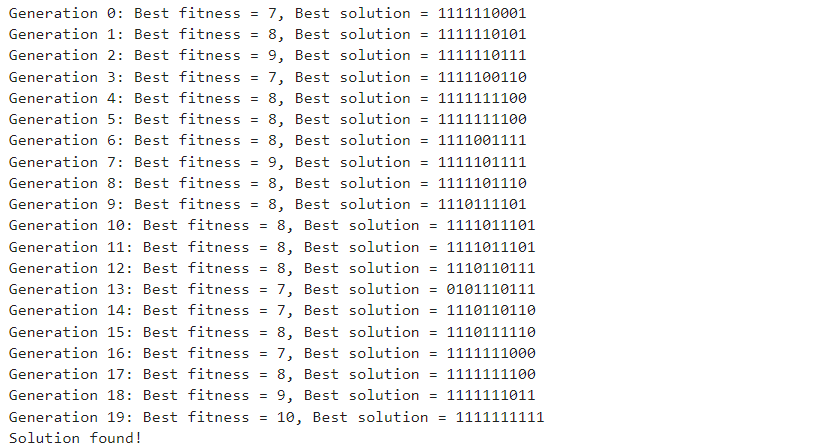 Generation 0: Best fitness = 7, Best solution = 1111110001
Generation 1: Best fitness = 8, Best solution = 1111110101
Generation 2: Best fitness = 9, Best solution = 1111110111
Generation 3: Best fitness = 7, Best solution = 1111100110
Generation 4: Best fitness = 8, Best solution = 1111111100
Generation 5: Best fitness = 8, Best solution = 1111111100
Generation 6: Best fitness = 8, Best solution = 1111001111
Generation 7: Best fitness = 9, Best solution = 1111101111
Generation 8: Best fitness = 8, Best solution = 1111101110
Generation 9: Best fitness = 8, Best solution = 1110111101
Generation 10: Best fitness = 8, Best solution = 1111011101
Generation 11: Best fitness = 8, Best solution = 1111011101
Generation 12: Best fitness = 8, Best solution = 1110110111
Generation 13: Best fitness = 7, Best solution = 0101110111
Generation 14: Best fitness = 7, Best solution = 1110110110
Generation 15: Best fitness = 8, Best solution = 1110111110
Generation 16: Best fitness = 7, Best solution = 1111111000
Generation 17: Best fitness = 8, Best solution = 1111111100
Generation 18: Best fitness = 9, Best solution = 1111111011
Generation 19: Best fitness = 10, Best solution = 1111111111
Solution found!